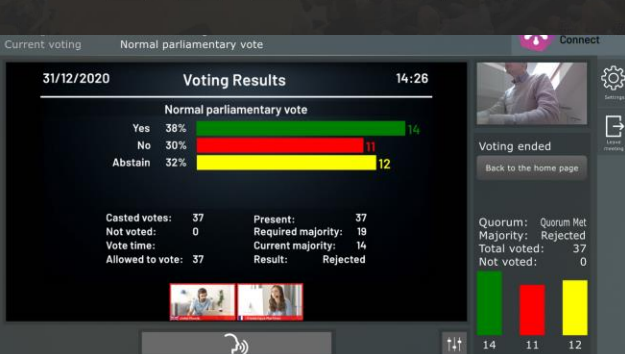 Current voting Normal parliamentary vote
Connect
31/12/2020 Voting Results 14:26
Normal parliamentary vote
Yes 38% 14
No 30% 11
Abstain 32% 12
Casted votes: 37 Present: 37
Not voted: 0 Required majority: 19
Vote time: Current majority: 14
Allowed to vote: 37 Result: Rejected
Settings
Leave meeting
Voting ended
Back to the home page
Quorum: Quorum Met
Majority: Rejected
Total voted: 37
Not voted: 0
14 11 12